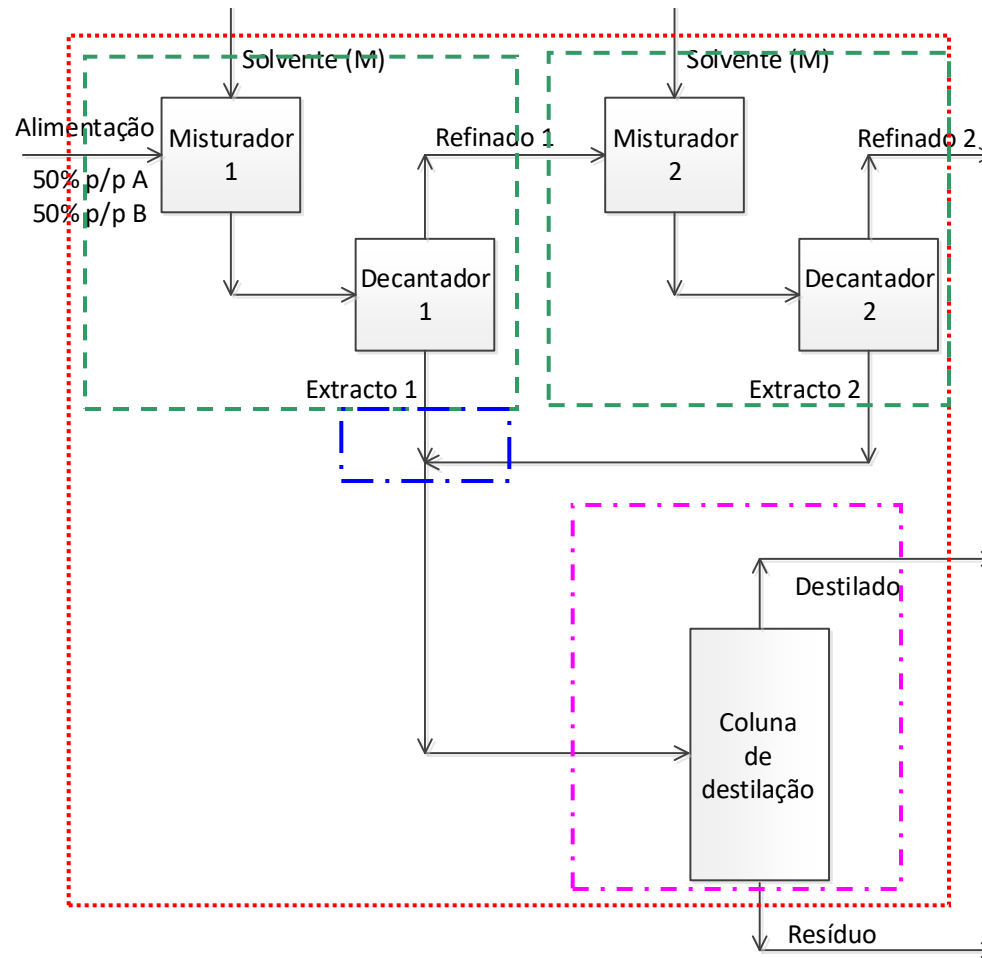 Solvente (M)
Solvente (M)
Alimentação
50% p/p A
50% p/p B
Misturador
1
Refinado 1
Misturador
2
Refinado 2
Decantador
1
Decantador
2
Extracto 1
Extracto 2
Destilado
Coluna
de
destilação
Resíduo